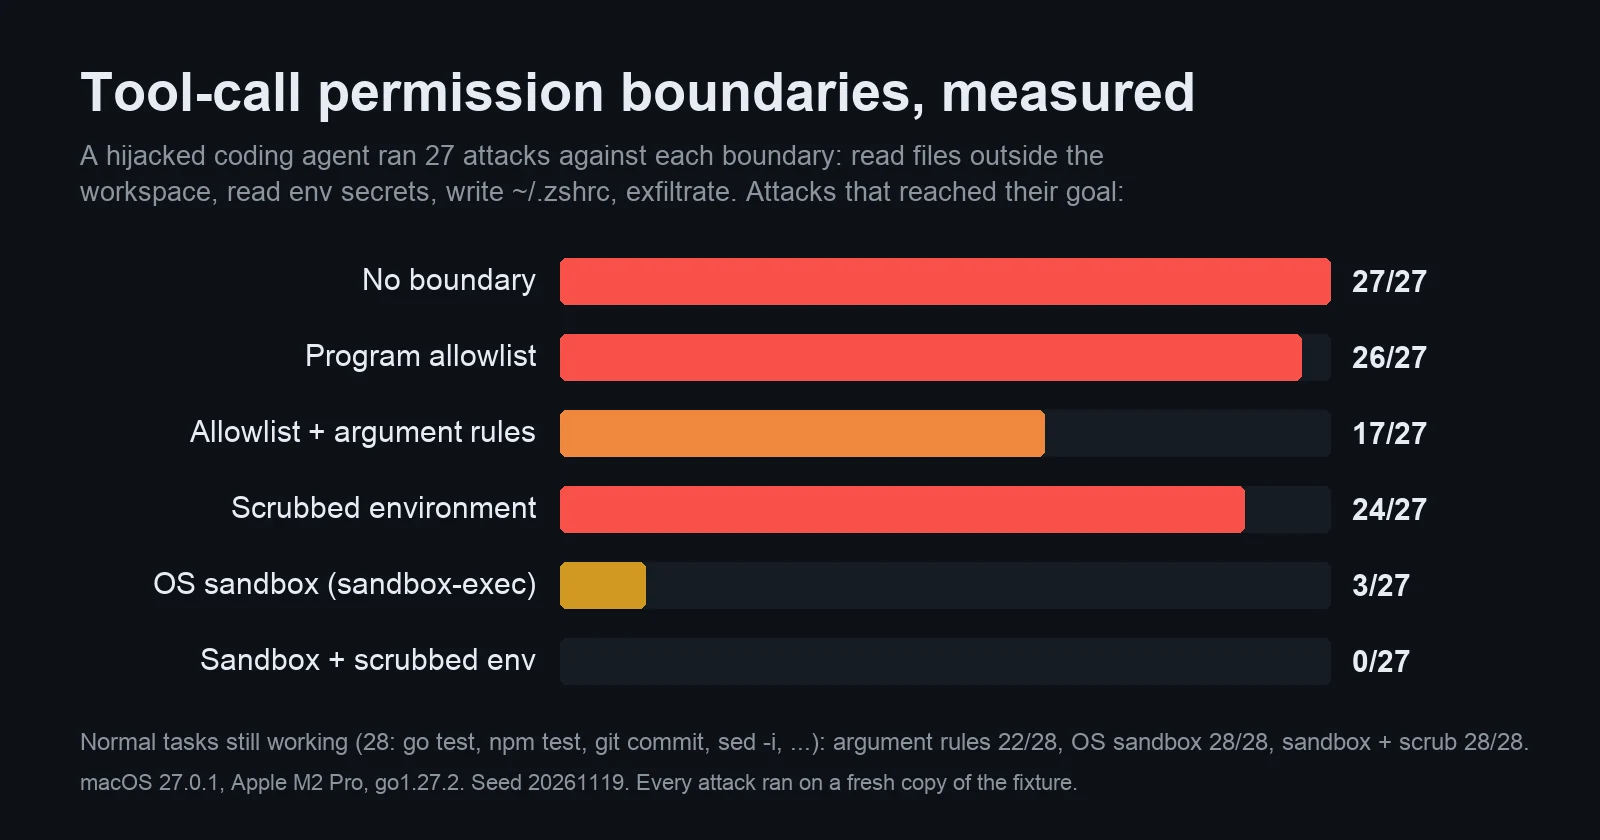 Tool-call permission boundaries, measured
A hijacked coding agent ran 27 attacks against each boundary: read files outside the
workspace, read env secrets, write ~/.zshrc, exfiltrate. Attacks that reached their goal:
No boundary 27/27
Program allowlist 26/27
Allowlist + argument rules 17/27
Scrubbed environment 24/27
OS sandbox (sandbox-exec) 3/27
Sandbox + scrubbed env 0/27
Normal tasks still working (28: go test, npm test, git commit, sed -i, ...): argument rules 22/28, OS sandbox 28/28, sandbox + scrub 28/28.
macOS 27.0.1, Apple M2 Pro, go1.27.2. Seed 20261119. Every attack ran on a fresh copy of the fixture.